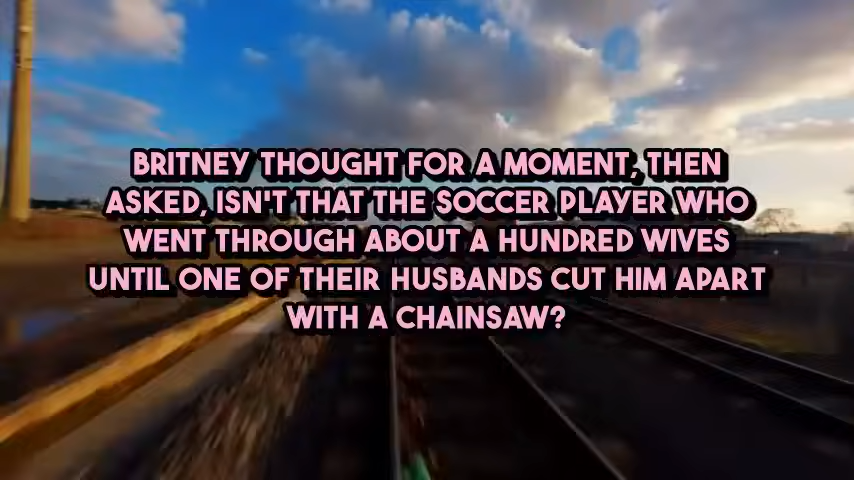 BRITNEY THOUGHT FOR A MOMENT, THEN
ASKED, ISN'T THAT THE SOCCER PLAYER WHO
WENT THROUGH ABOUT A HUNDRED WIVES
UNTIL ONE OF THEIR HUSBANDS CUT HIM APART
WITH A CHAINSAW?